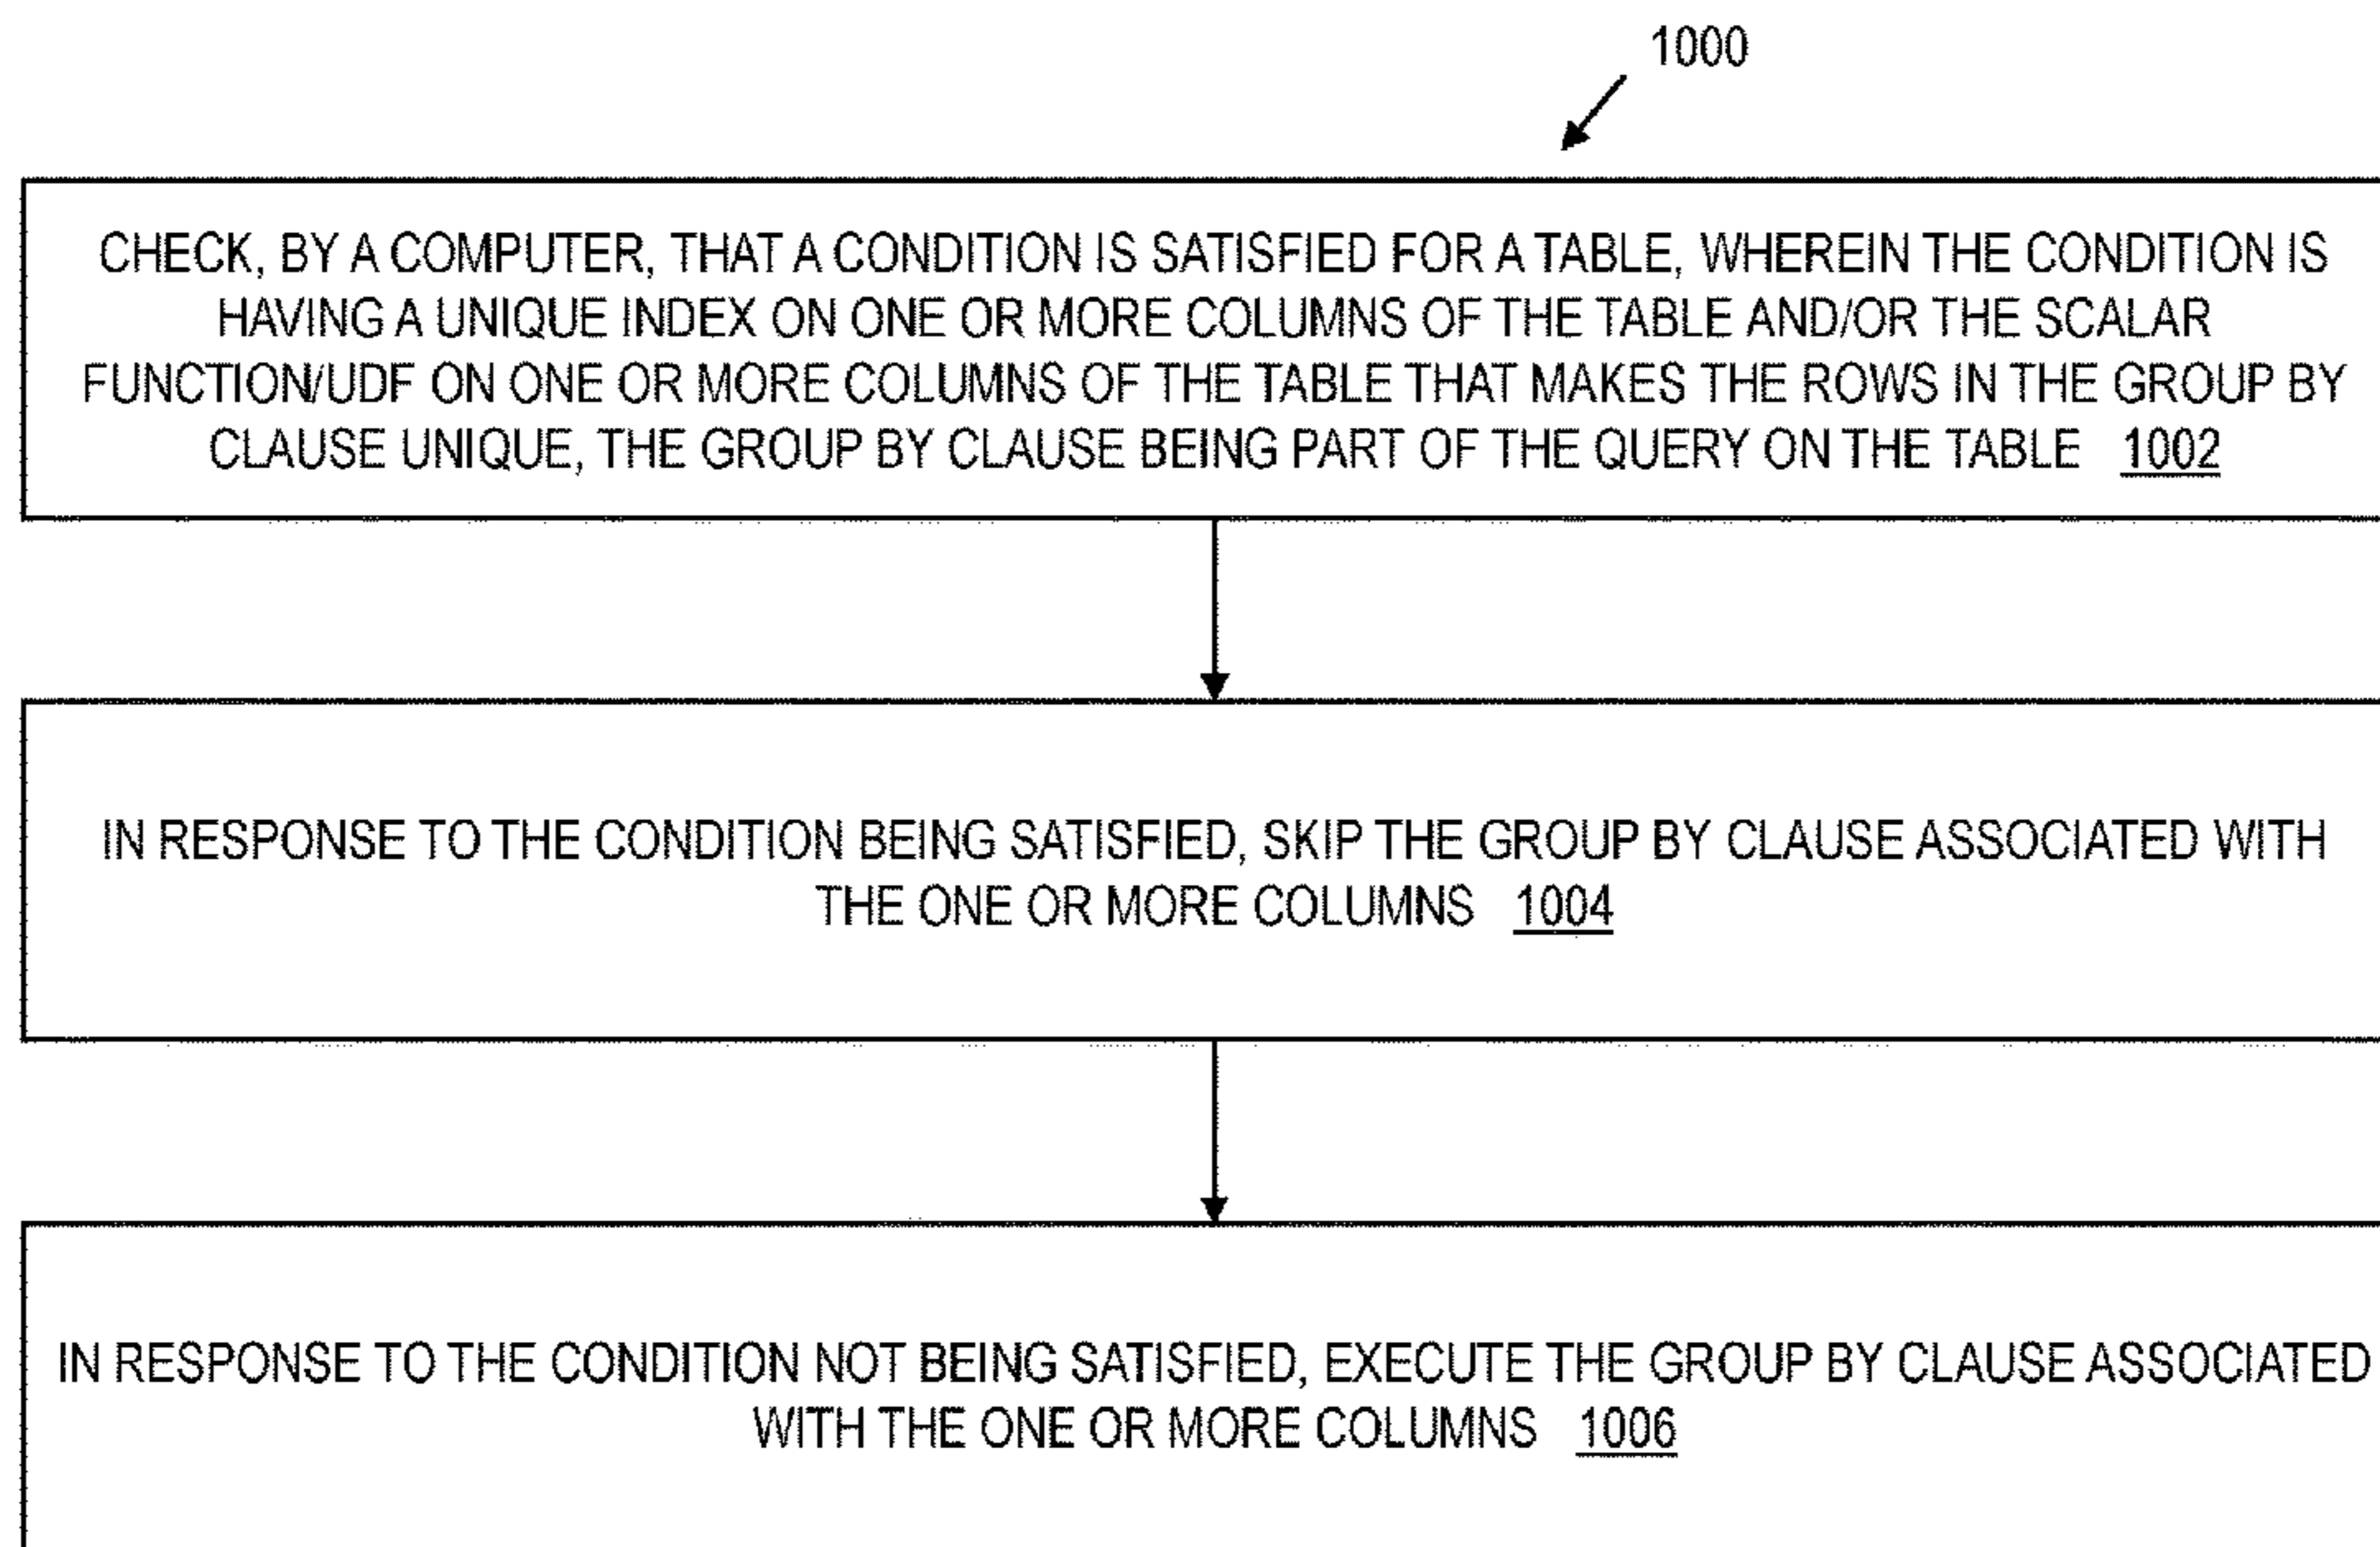 1000
CHECK, BY A COMPUTER, THAT A CONDITION IS SATISFIED FOR A TABLE, WHEREIN THE CONDITION IS
HAVING A UNIQUE INDEX ON ONE OR MORE COLUMNS OF THE TABLE AND/OR THE SCALAR
FUNCTION/UDF ON ONE OR MORE COLUMNS OF THE TABLE THAT MAKES THE ROWS IN THE GROUP BY
CLAUSE UNIQUE, THE GROUP BY CLAUSE BEING PART OF THE QUERY ON THE TABLE 1002
IN RESPONSE TO THE CONDITION BEING SATISFIED, SKIP THE GROUP BY CLAUSE ASSOCIATED WITH
THE ONE OR MORE COLUMNS 1004
IN RESPONSE TO THE CONDITION NOT BEING SATISFIED, EXECUTE THE GROUP BY CLAUSE ASSOCIATED
WITH THE ONE OR MORE COLUMNS 1006